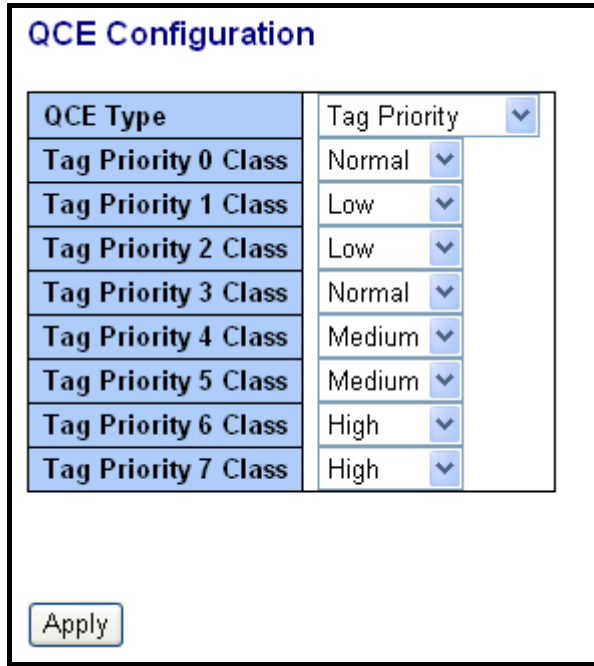 QCE Configuration
QCE Type Tag Priority
Tag Priority 0 Class Normal
Tag Priority 1 Class Low
Tag Priority 2 Class Low
Tag Priority 3 Class Normal
Tag Priority 4 Class Medium
Tag Priority 5 Class Medium
Tag Priority 6 Class High
Tag Priority 7 Class High
Apply